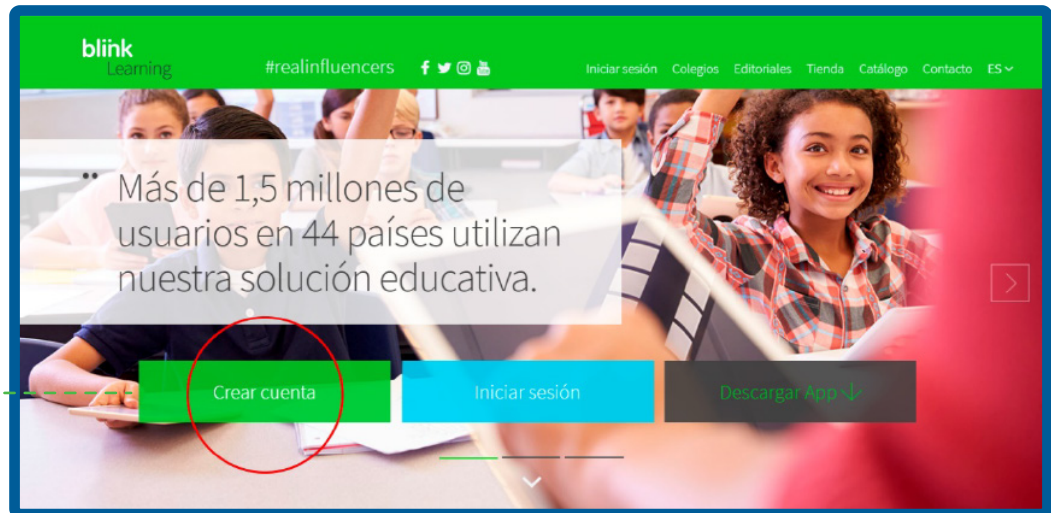 bliink
Learning
#realinfluencers
Iniciar sesión Colegios Editoriales Tienda Catálogo Contacto ES
Más de 1,5 millones de
usuarios en 44 países utilizan
nuestra solución educativa.
Crear cuenta
Iniciar sesión
Descargar App